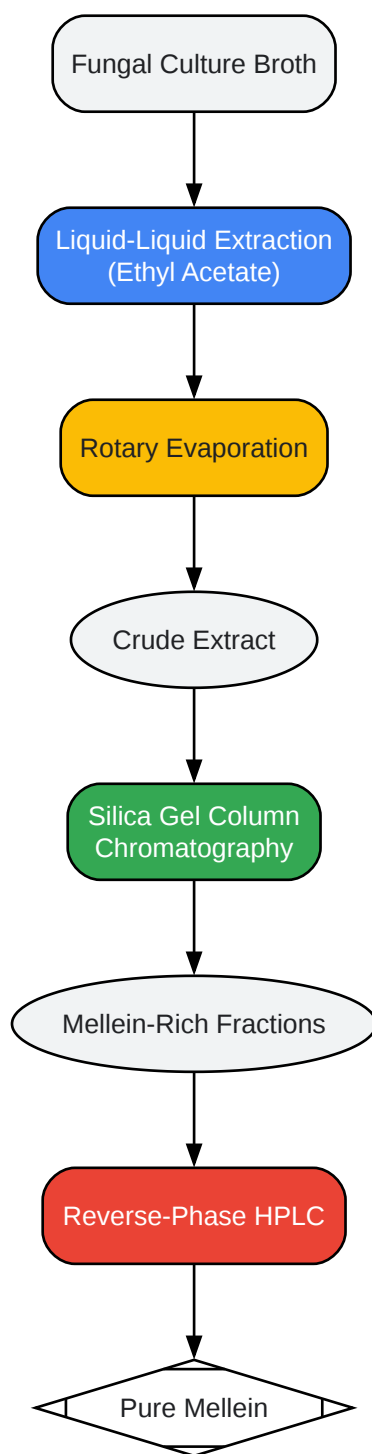 Fungal Culture Broth
Liquid-Liquid Extraction
(Ethyl Acetate)
Rotary Evaporation
Crude Extract
Silica Gel Column
Chromatography
Mellein-Rich Fractions
Reverse-Phase HPLC
Pure Mellein